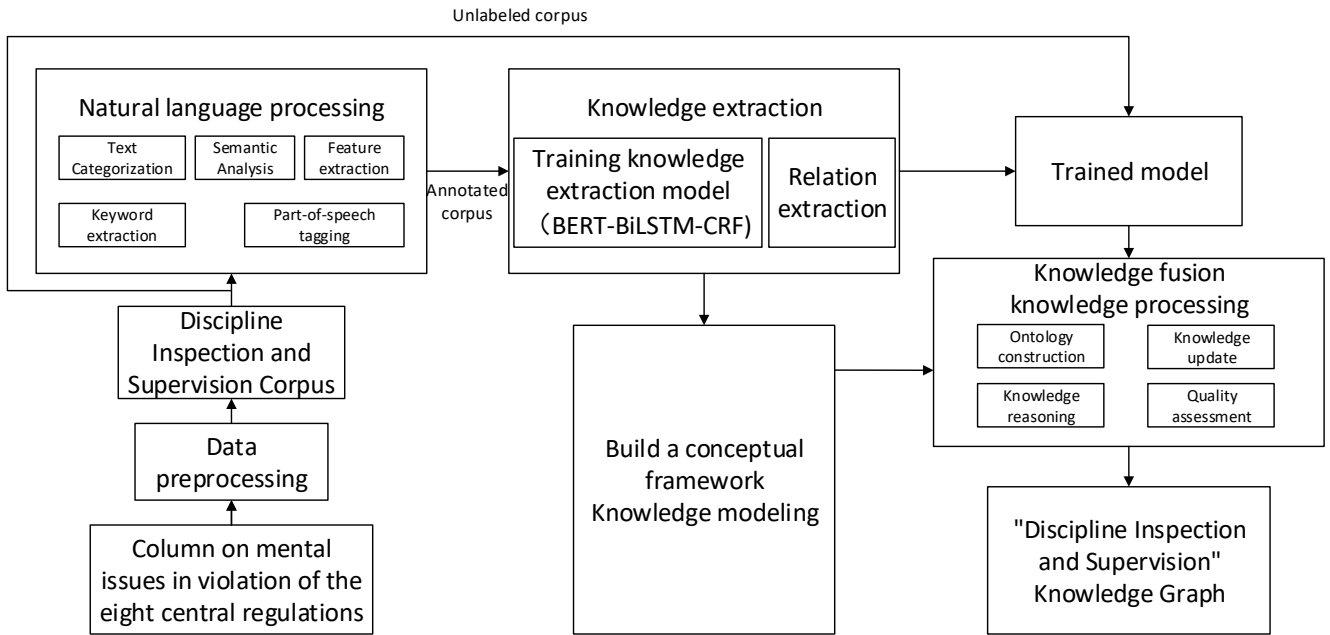 Unlabeled corpus
Natural language processing
Text
Categorization
Semantic
Analysis
Feature
extraction
Keyword
extraction
Part-of-speech
tagging
Annotated
corpus
Knowledge extraction
Training knowledge
extraction model
（BERT-BiLSTM-CRF)
Relation
extraction
Trained model
Discipline
Inspection and
Supervision Corpus
Data
preprocessing
Column on mental
issues in violation of the
eight central regulations
Build a conceptual
framework
Knowledge modeling
Knowledge fusion
knowledge processing
Ontology
construction
Knowledge
update
Knowledge
reasoning
Quality
assessment
"Discipline Inspection
and Supervision"
Knowledge Graph